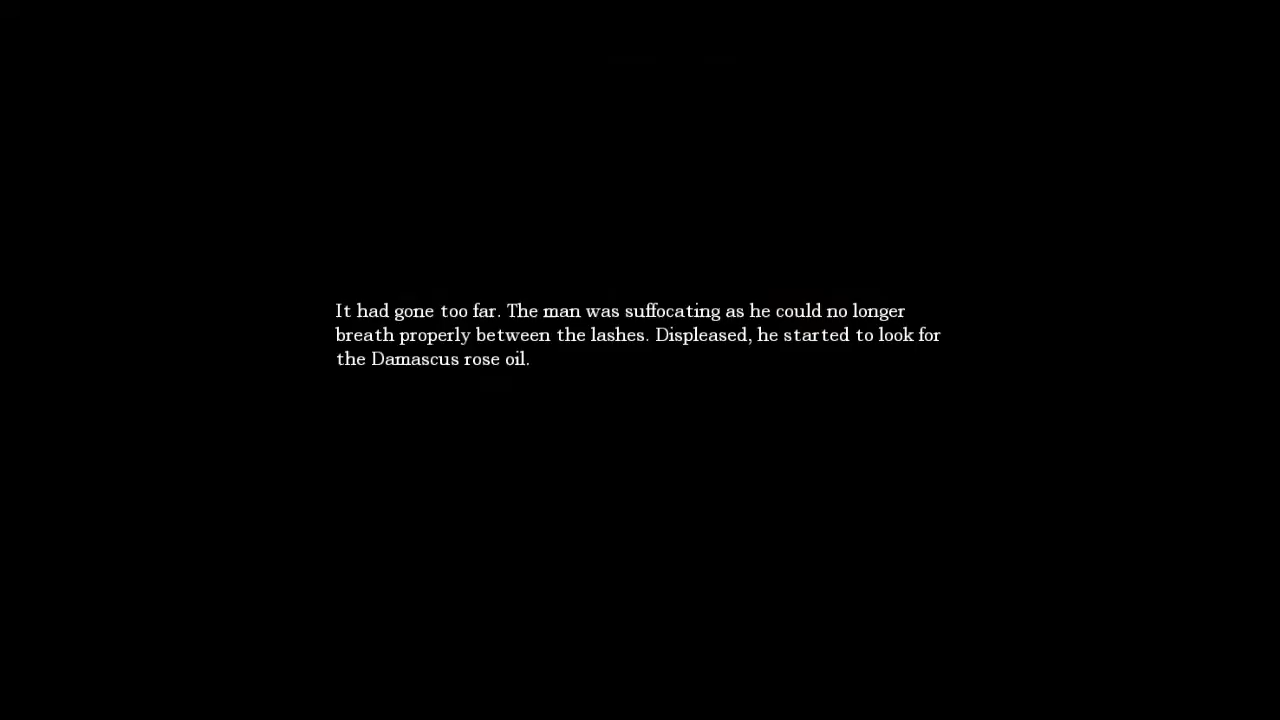 It had gone too far. The man was suffocating as he could no longer
breath properly between the lashes. Displeased, he started to look for
the Damascus rose oil.